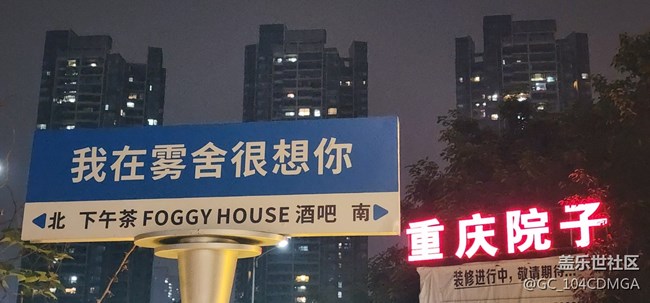 我在雾舍很想你
北 下午茶 FOGGY HOUSE 酒吧 南
重庆院子
装修进行中，敬请期待
盖乐世社区
@GC_104CDMGA